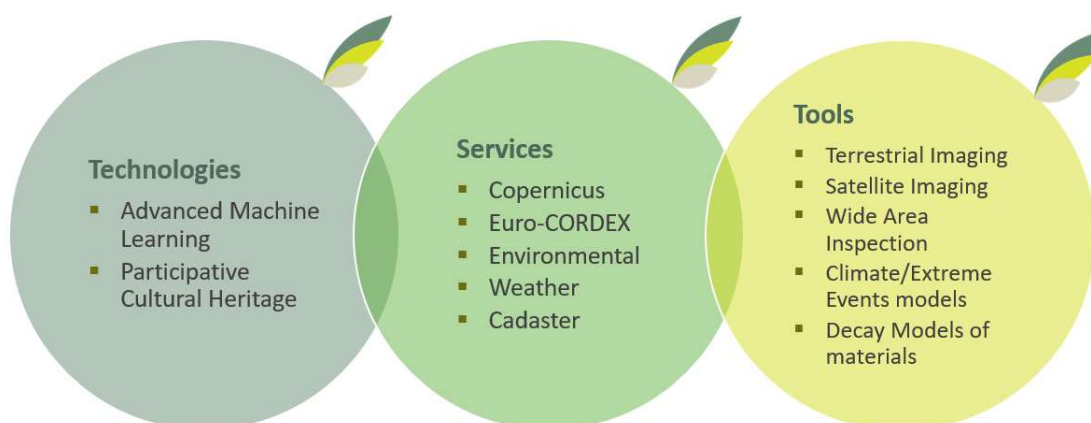 Technologies
▪ Advanced Machine
Learning
▪ Participative
Cultural Heritage
Services
▪ Copernicus
▪ Euro-CORDEX
▪ Environmental
▪ Weather
▪ Cadaster
Tools
▪ Terrestrial Imaging
▪ Satellite Imaging
▪ Wide Area
Inspection
▪ Climate/Extreme
Events models
▪ Decay Models of
materials